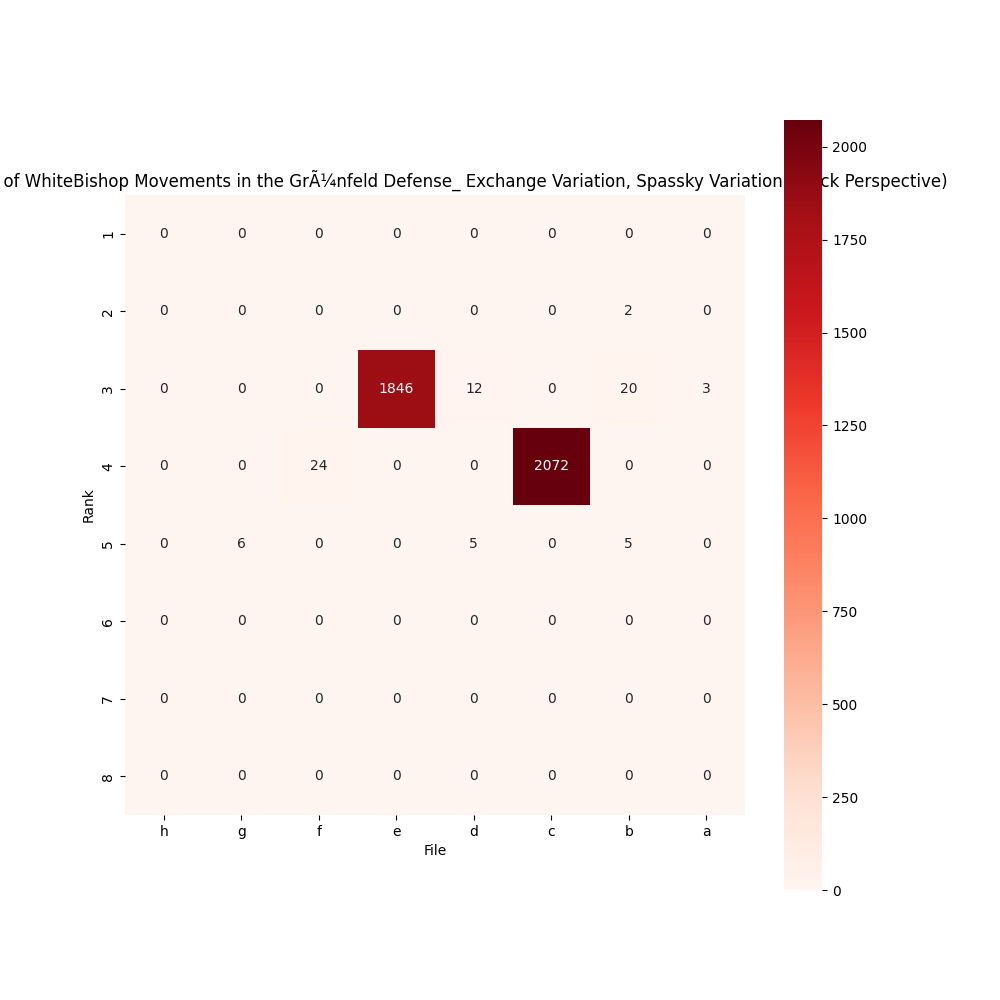 of WhiteBishop Movements in the GrÃ¼nfeld Defense_ Exchange Variation, Spassky Variation Perspective)
1 0 0 0 0 0 0 0 0
2 0 0 0 0 0 0 2 0
3 0 0 0 1846 12 0 20 3
4 0 0 24 0 0 2072 0 0
5 0 6 0 0 5 0 5 0
6 0 0 0 0 0 0 0 0
7 0 0 0 0 0 0 0 0
8 0 0 0 0 0 0 0 0
Rank
h g f e d c b a
File
2000
1750
1500
1250
1000
750
500
250
0